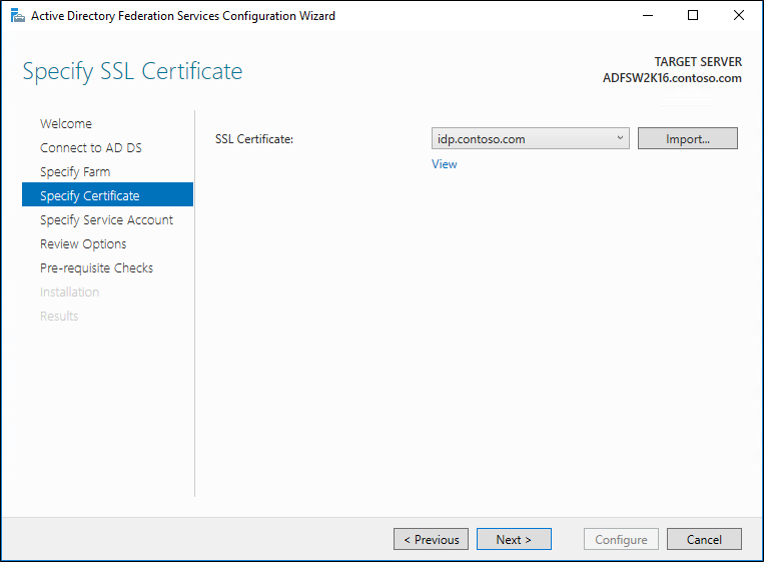 Active Directory Federation Services Configuration Wizard
Specify SSL Certificate
TARGET SERVER
ADFSW2K16.contoso.com
Welcome
Connect to AD DS
Specify Farm
Specify Certificate
Specify Service Account
Review Options
Pre-requisite Checks
Installation
Results
SSL Certificate:
idp.contoso.com
Import...
View
< Previous
Next >
Configure
Cancel